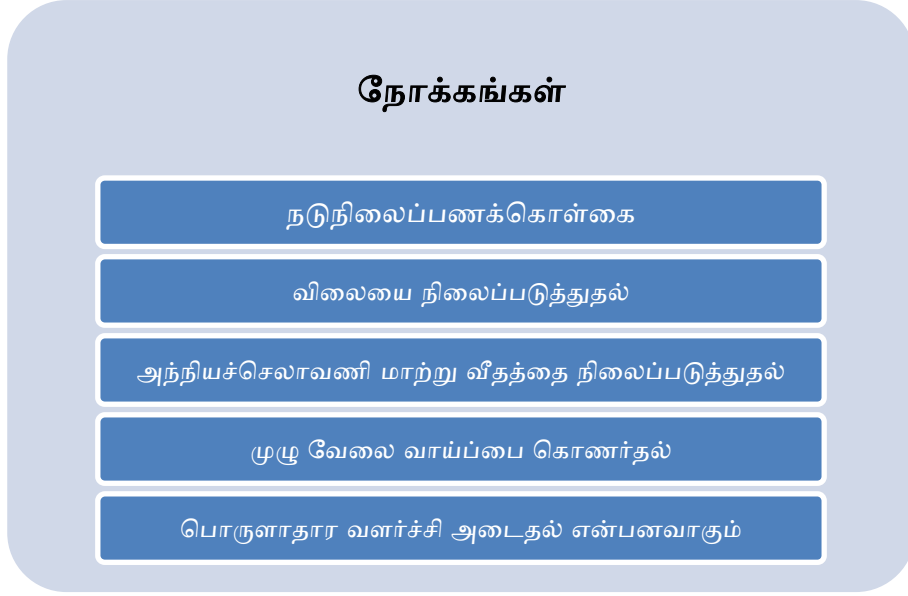 நோக்கங்கள்
நடுநிலைப்பணக்கொள்கை
விலையை நிலைப்படுத்துதல்
அந்நியச்செலாவணி மாற்று வீதத்தை நிலைப்படுத்துதல்
முழு வேலை வாய்ப்பை கொணர்தல்
பொருளாதார வளர்ச்சி அடைதல் என்பனவாகும்